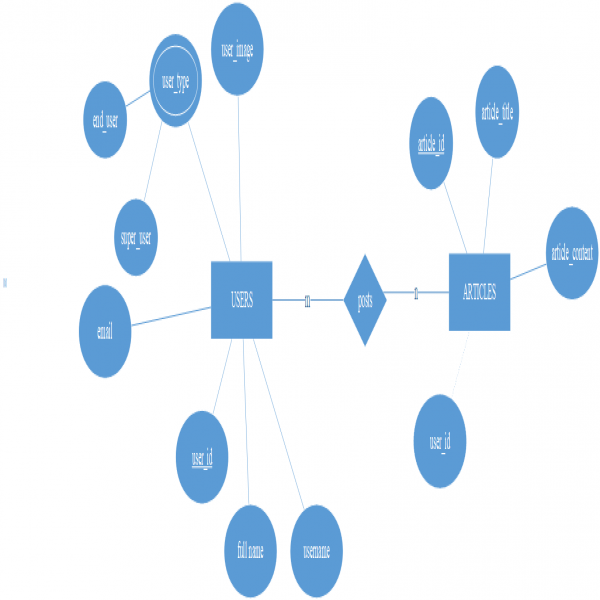 user_image
user_type
end_user
super_user
article_title
article_id
article_content
USERS
m
posts
n
ARTICLES
email
user_id
user_id
full name
username